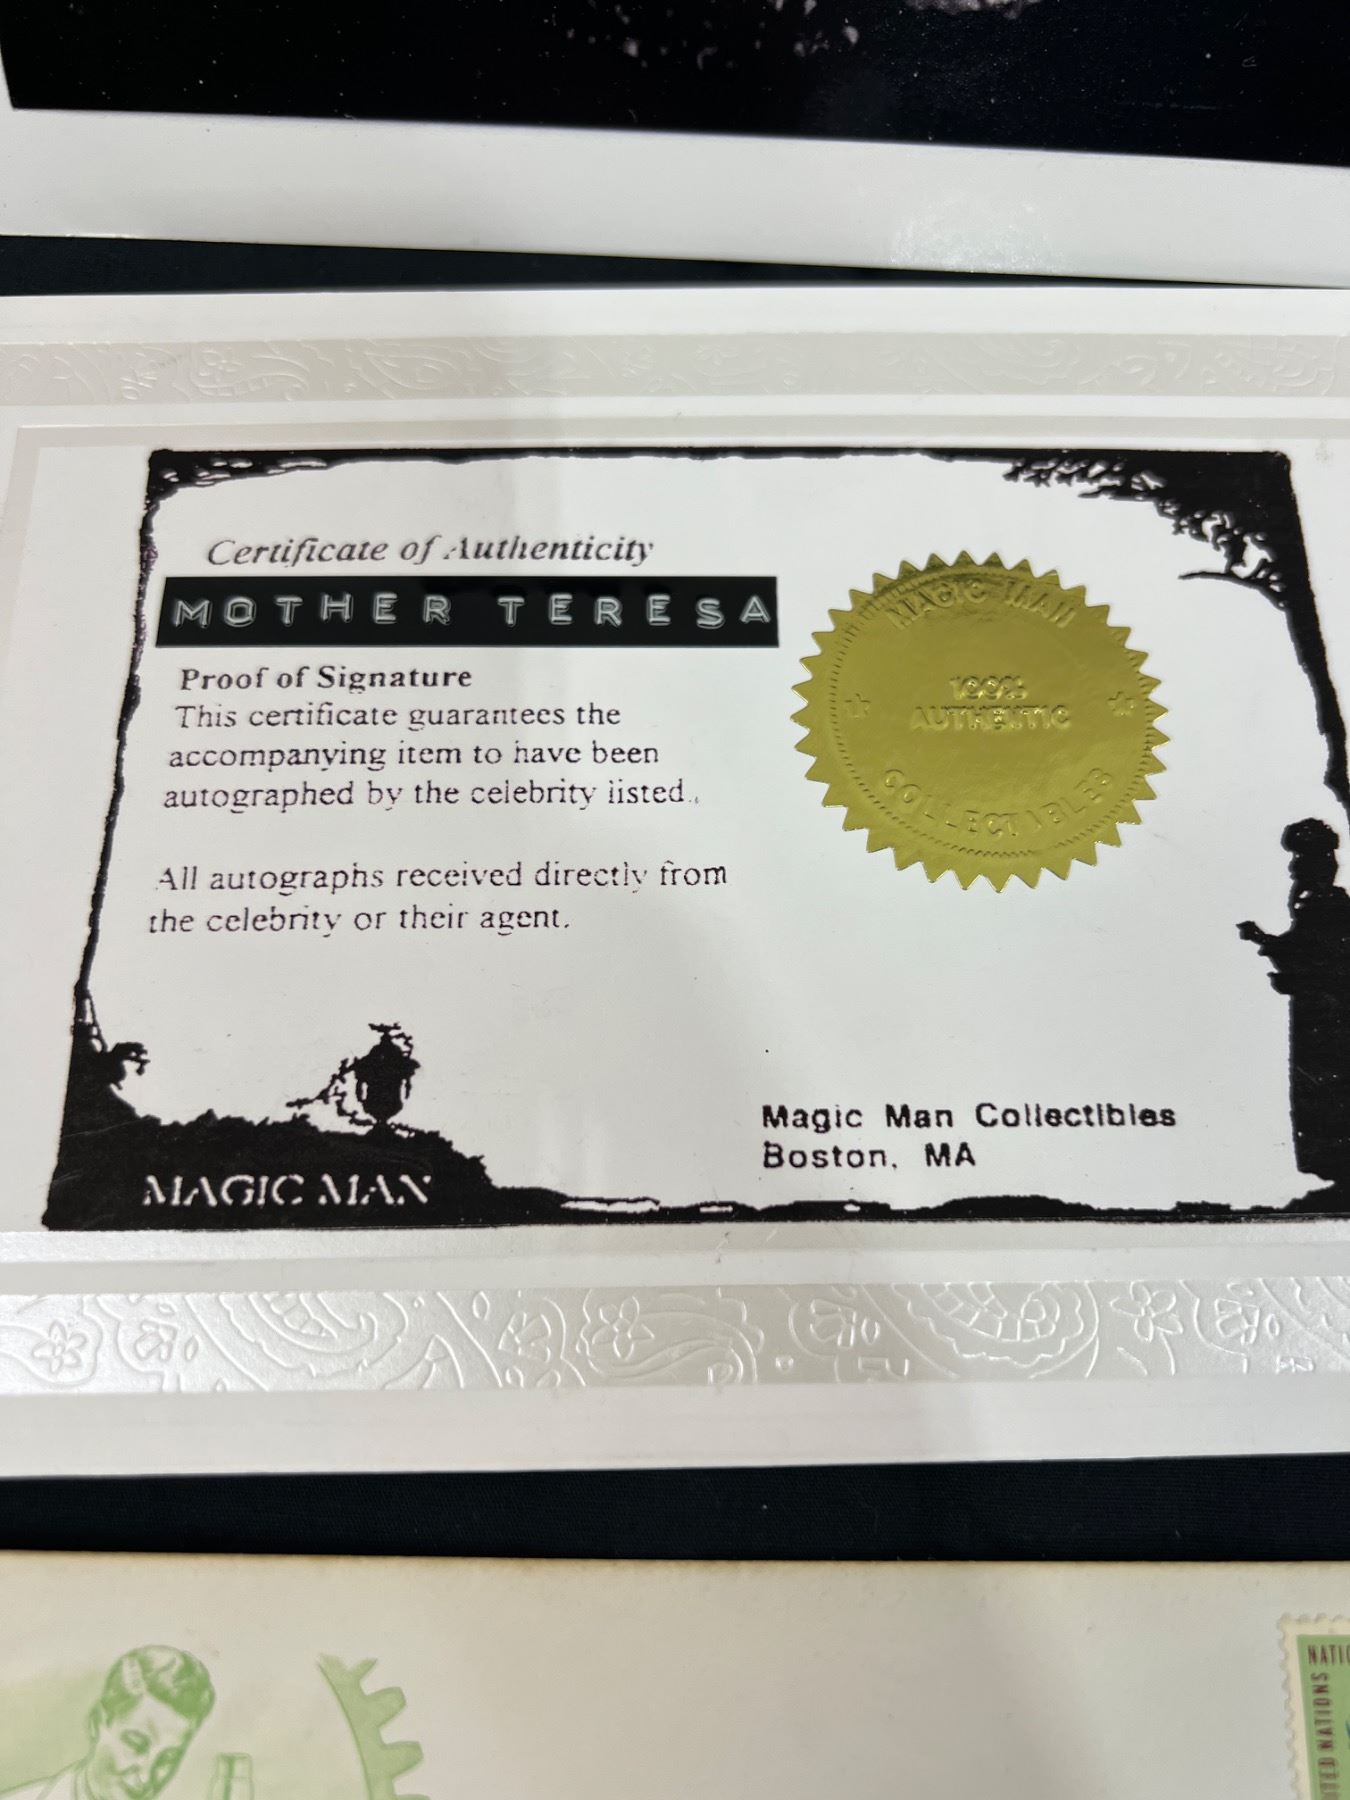 Certificate of Authenticity
MOTHER TERESA
Proof of Signature
This certificate guarantees the
accompanying item to have been
autographed by the celebrity listed.
All autographs received directly from
the celebrity or their agent.
MAGIC MAN
100%
AUTHENTIC
COLLECTIBLES
Magic Man Collectibles
Boston, MA
MAGIC MAN
NATIONS